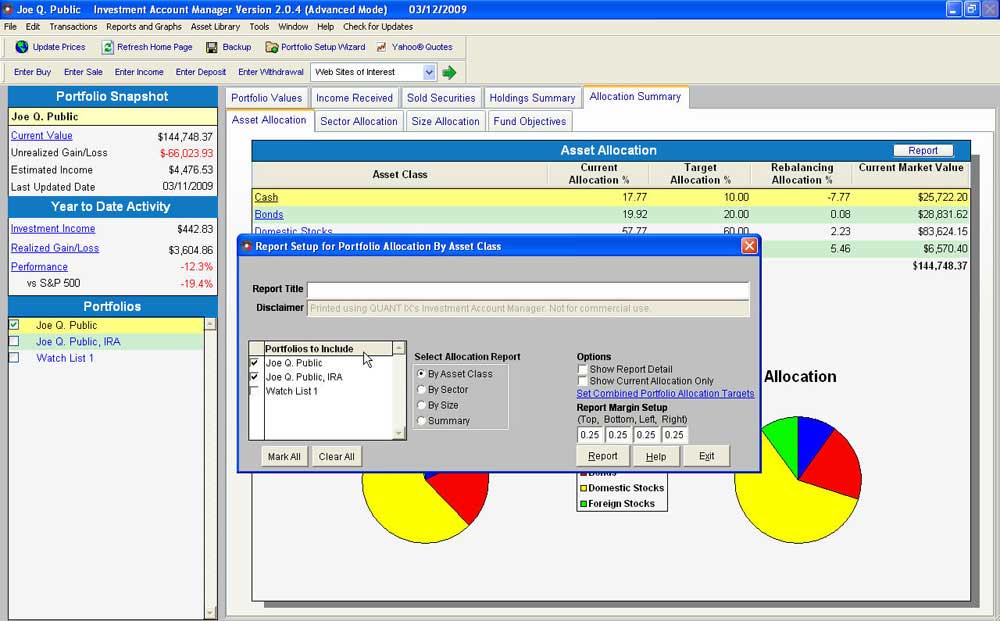 Joe Q. Public    Investment Account Manager Version 2.0.4 (Advanced Mode)    03/12/2009
File Edit Transactions Reports and Graphs Asset Library Tools Window Help Check for Updates
Update Prices Refresh Home Page Backup Portfolio Setup Wizard Yahoo® Quotes
Enter Buy Enter Sale Enter Income Enter Deposit Enter Withdrawal Web Sites of Interest
Portfolio Snapshot
Joe Q. Public
Current Value $144,748.37
Unrealized Gain/Loss $-66,023.93
Estimated Income $4,476.53
Last Updated Date 03/11/2009
Year to Date Activity
Investment Income $442.83
Realized Gain/Loss $3,604.86
Performance -12.3%
vs S&P 500 -19.4%
Portfolios
Joe Q. Public
Joe Q. Public, IRA
Watch List 1
Portfolio Values Income Received Sold Securities Holdings Summary Allocation Summary
Asset Allocation Sector Allocation Size Allocation Fund Objectives
Asset Allocation Report
Asset Class Current Allocation % Target Allocation % Rebalancing Allocation % Current Market Value
Cash 17.77 10.00 -7.77 $25,722.20
Bonds 19.92 20.00 0.08 $28,831.62
Domestic Stocks 57.77 60.00 2.23 $83,624.15
5.46 $6,570.40
$144,748.37
Report Setup for Portfolio Allocation By Asset Class
Report Title
Disclaimer Printed using QUANT IX's Investment Account Manager. Not for commercial use.
Portfolios to Include
Joe Q. Public
Joe Q. Public, IRA
Watch List 1
Mark All Clear All
Select Allocation Report
By Asset Class
By Sector
By Size
Summary
Options
Show Report Detail
Show Current Allocation Only
Set Combined Portfolio Allocation Targets
Report Margin Setup
(Top, Bottom, Left, Right)
0.25 0.25 0.25 0.25
Report Help Exit
Allocation
Bonds
Domestic Stocks
Foreign Stocks